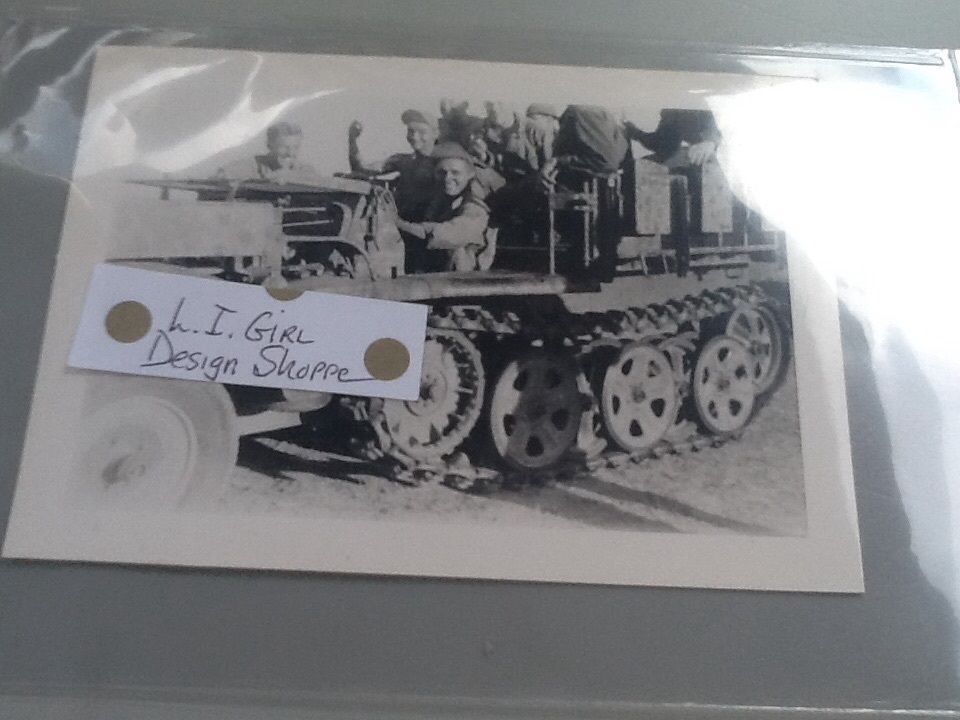 L. I. GIRL
Design Shoppe